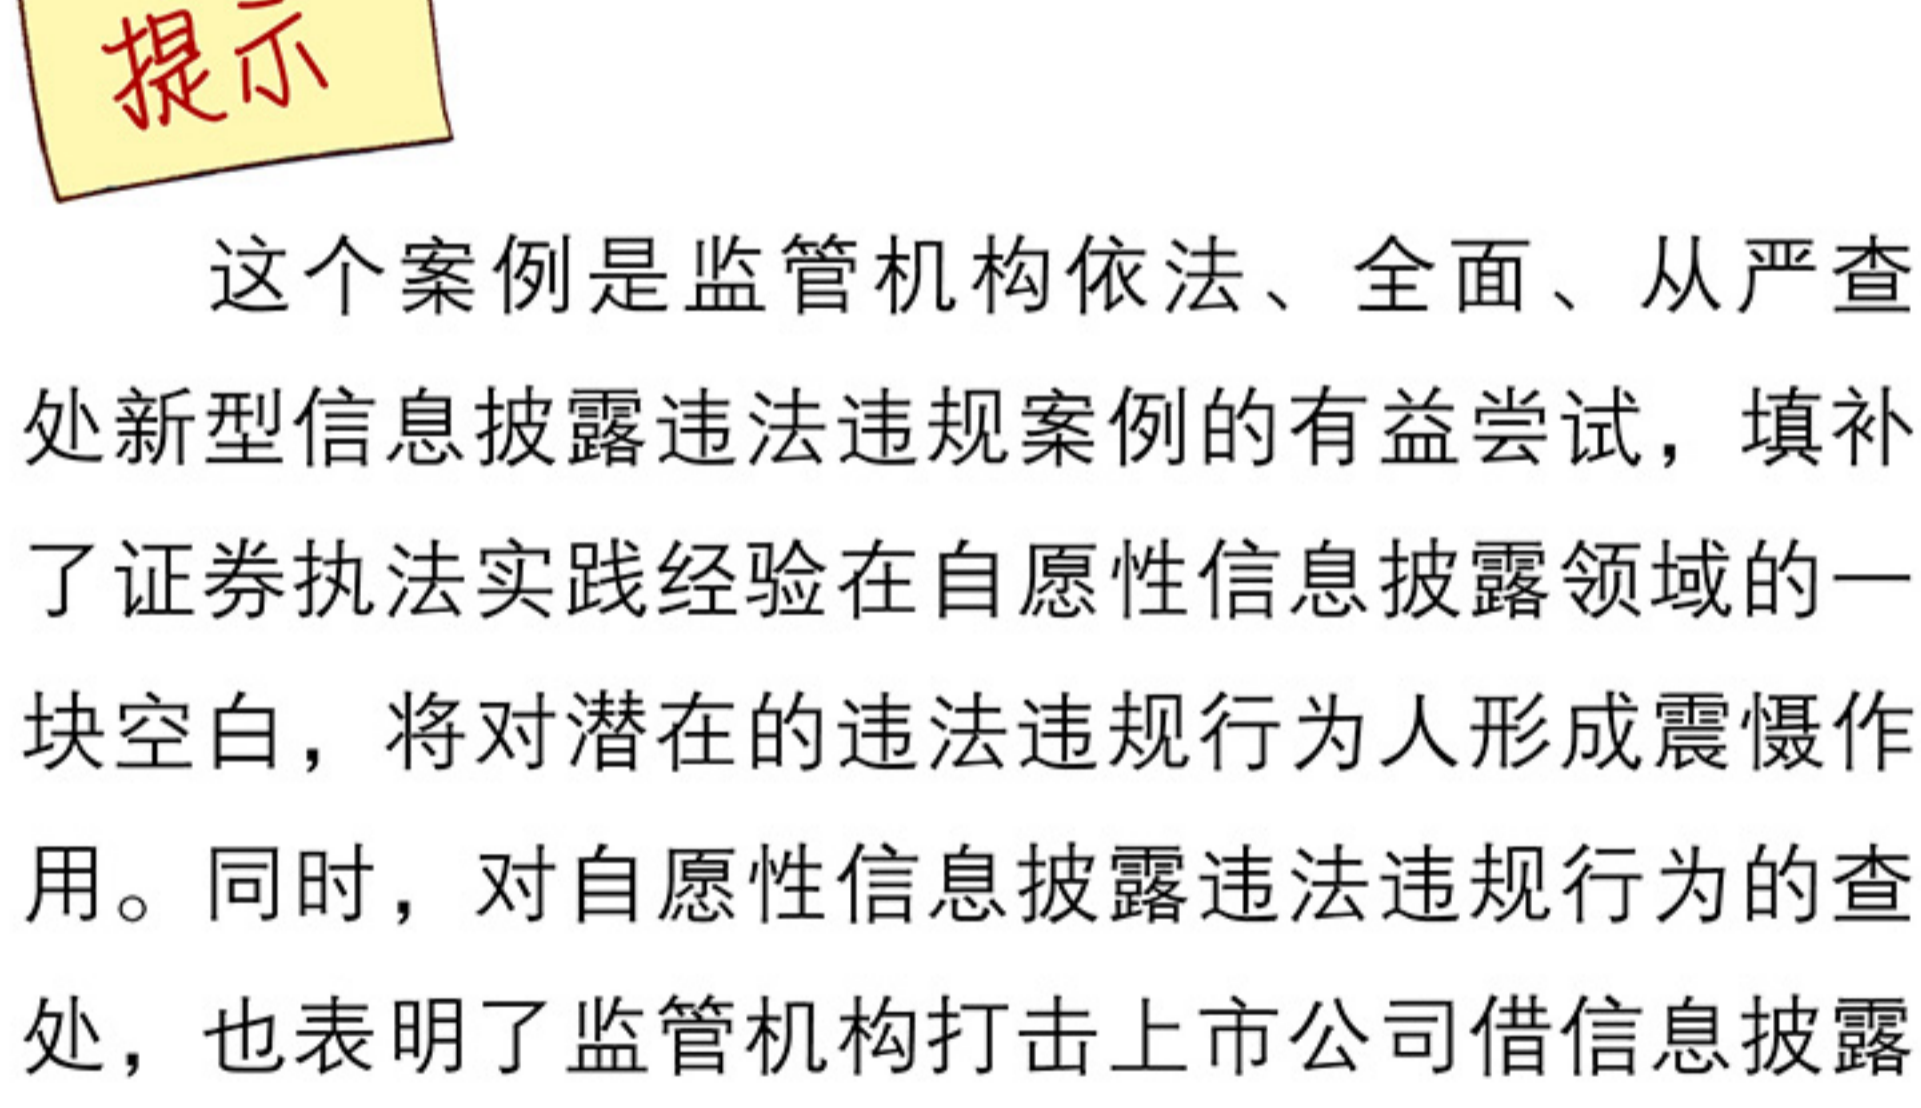 提示
这个案例是监管机构依法、全面、从严查
处新型信息披露违法违规案例的有益尝试，填补
了证券执法实践经验在自愿性信息披露领域的一
块空白，将对潜在的违法违规行为人形成震慑作
用。同时，对自愿性信息披露违法违规行为的查
处，也表明了监管机构打击上市公司借信息披露